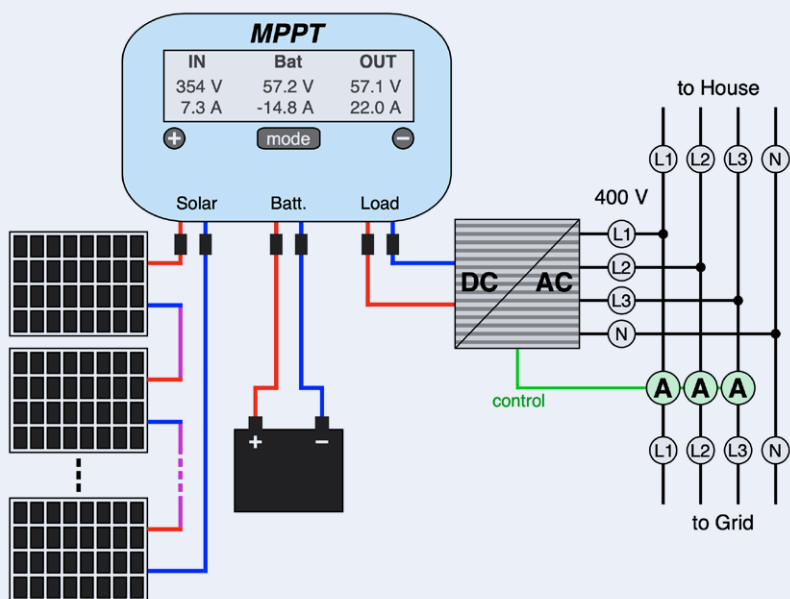 MPPT
IN Bat OUT
354 V 57.2 V 57.1 V
7.3 A -14.8 A 22.0 A
+ mode −
Solar Batt. Load
to House
L1 L2 L3 N
400 V
L1
L2
L3
N
DC AC
control
A A A
+ −
L1 L2 L3 N
to Grid